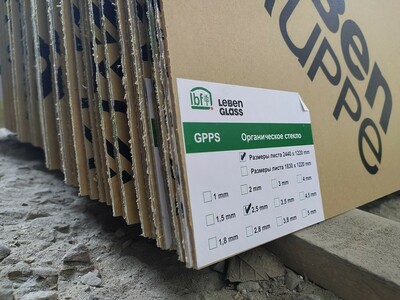 BEN
GRUPPE
lbf
LEBEN
GLASS
GPPS Органическое стекло
Размеры листа 2440 x 1220 mm
Размеры листа 1830 x 1220 mm
1 mm 2 mm 3 mm 4 mm
1,5 mm 2,5 mm 3,5 mm 4,5 mm
1,8 mm 2,8 mm 3,8 mm 5 mm